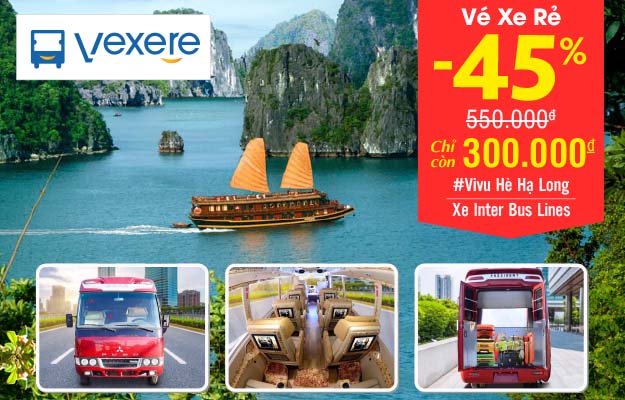 vexere
Vé Xe Rẻ
-45%
550.000đ
Chỉ còn 300.000đ
#Vivu Hè Hạ Long
Xe Inter Bus Lines
PRESIDENT